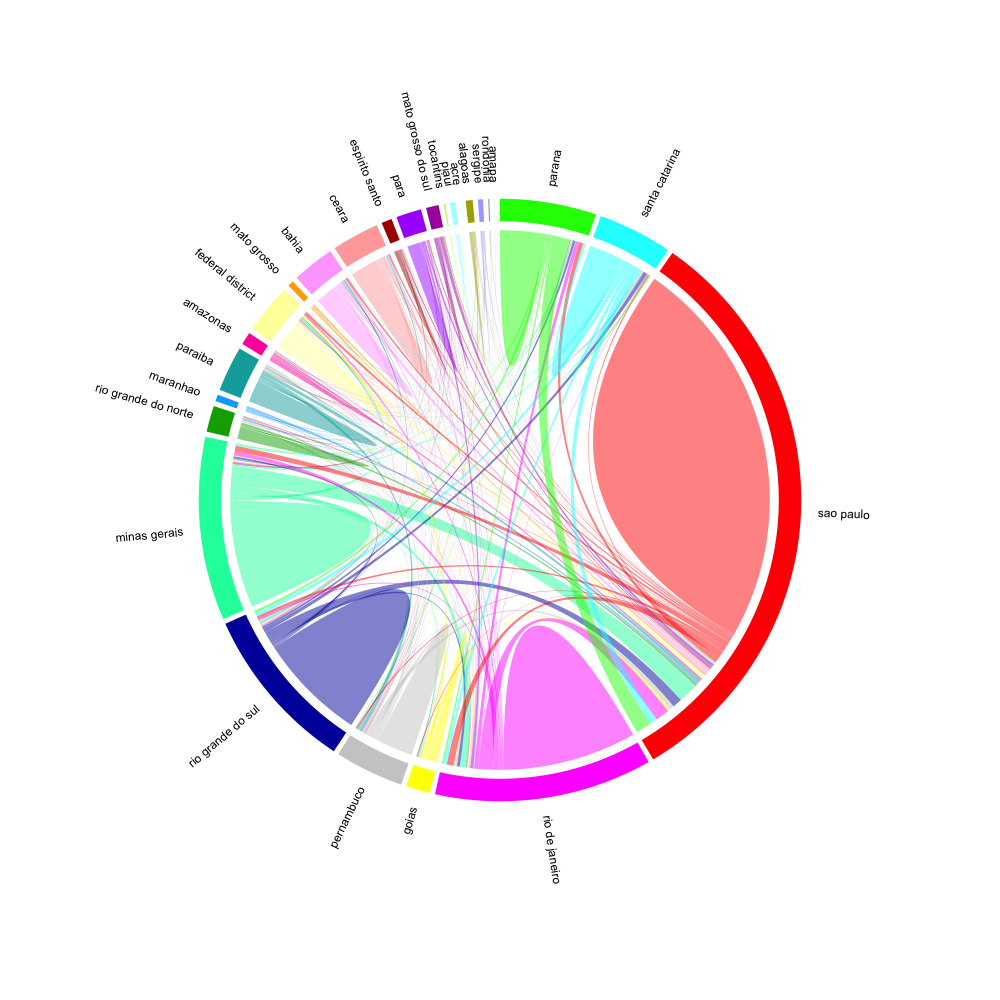 parana
santa catarina
sao paulo
rio de janeiro
goias
pernambuco
rio grande do sul
minas gerais
rio grande do norte
maranhao
paraiba
amazonas
federal district
mato grosso
bahia
ceara
espirito santo
para
mato grosso do sul
tocantins
piaui
acre
alagoas
sergipe
rondonia
amapa